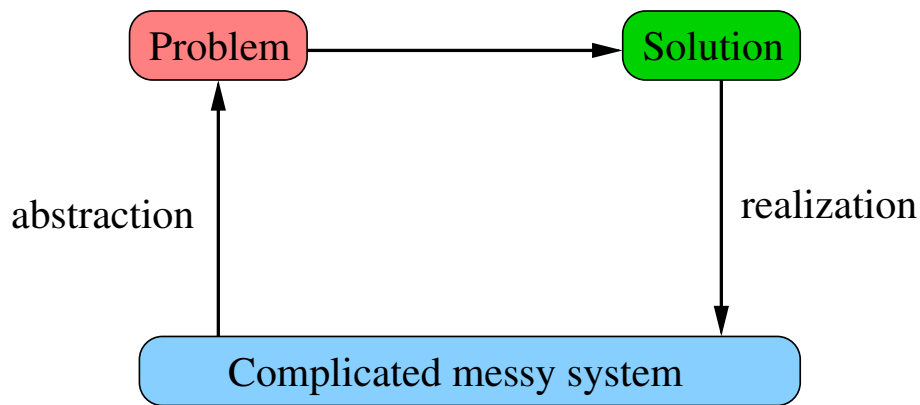 Problem
Solution
abstraction
realization
Complicated messy system